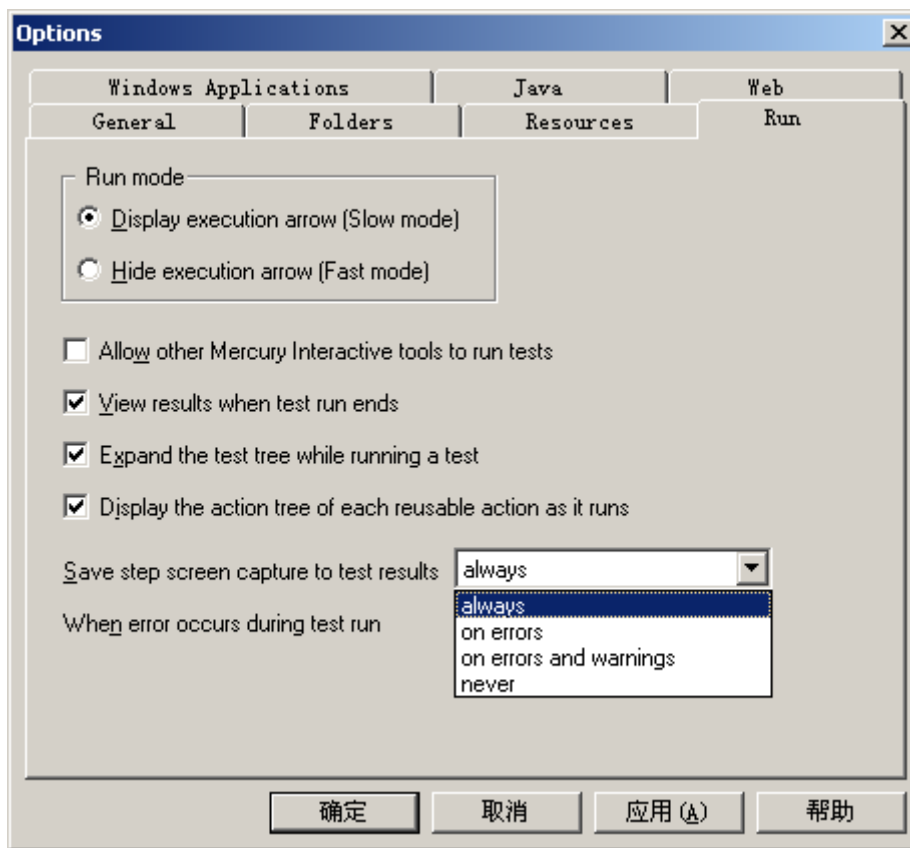 Options
Windows Applications
Java
Web
General
Folders
Resources
Run
Run mode
Display execution arrow (Slow mode)
Hide execution arrow (Fast mode)
Allow other Mercury Interactive tools to run tests
View results when test run ends
Expand the test tree while running a test
Display the action tree of each reusable action as it runs
Save step screen capture to test results
always
always
on errors
on errors and warnings
never
When error occurs during test run
确定
取消
应用(A)
帮助